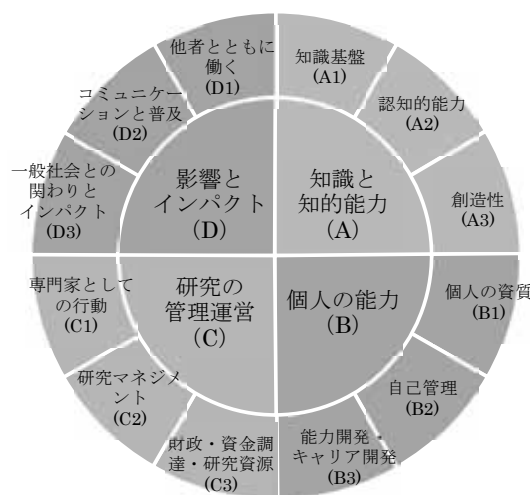 他者とともに
働く
(D1)
知識基盤
(A1)
コミュニケー
ションと普及
(D2)
認知的能力
(A2)
一般社会との
関わりと
インパクト
(D3)
影響と
インパクト
(D)
知識と
知的能力
(A)
創造性
(A3)
専門家として
の行動
(C1)
研究の
管理運営
(C)
個人の能力
(B)
個人の資質
(B1)
研究マネジメ
ント
(C2)
自己管理
(B2)
財政・資金調
達・研究資源
(C3)
能力開発・
キャリア開発
(B3)